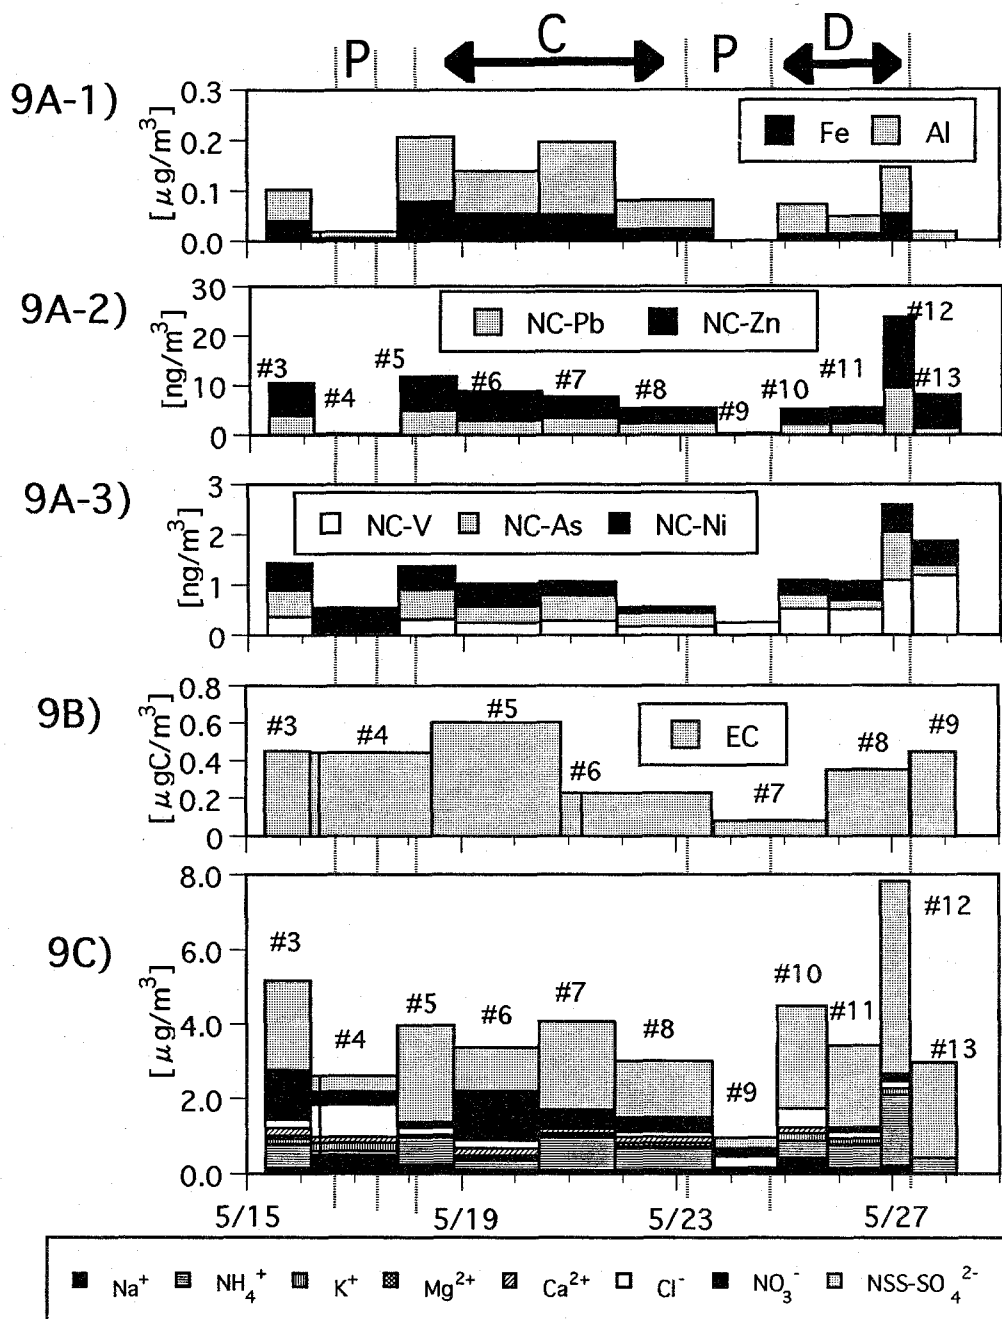 P C P D
9A-1)
[μg/m³]
0.3
0.2
0.1
0.0
Fe Al
9A-2)
[ng/m³]
30
20
10
0
NC-Pb NC-Zn
#3 #4 #5 #6 #7 #8 #9 #10 #11 #12 #13
9A-3)
[ng/m³]
3
2
1
0
NC-V NC-As NC-Ni
9B)
[μgC/m³]
0.8
0.6
0.4
0.2
0
EC
#3 #4 #5 #6 #7 #8 #9
9C)
[μg/m³]
8.0
6.0
4.0
2.0
0.0
#3 #4 #5 #6 #7 #8 #9 #10 #11 #12 #13
5/15 5/19 5/23 5/27
Na⁺ NH₄⁺ K⁺ Mg²⁺ Ca²⁺ Cl⁻ NO₃⁻ NSS-SO₄²⁻